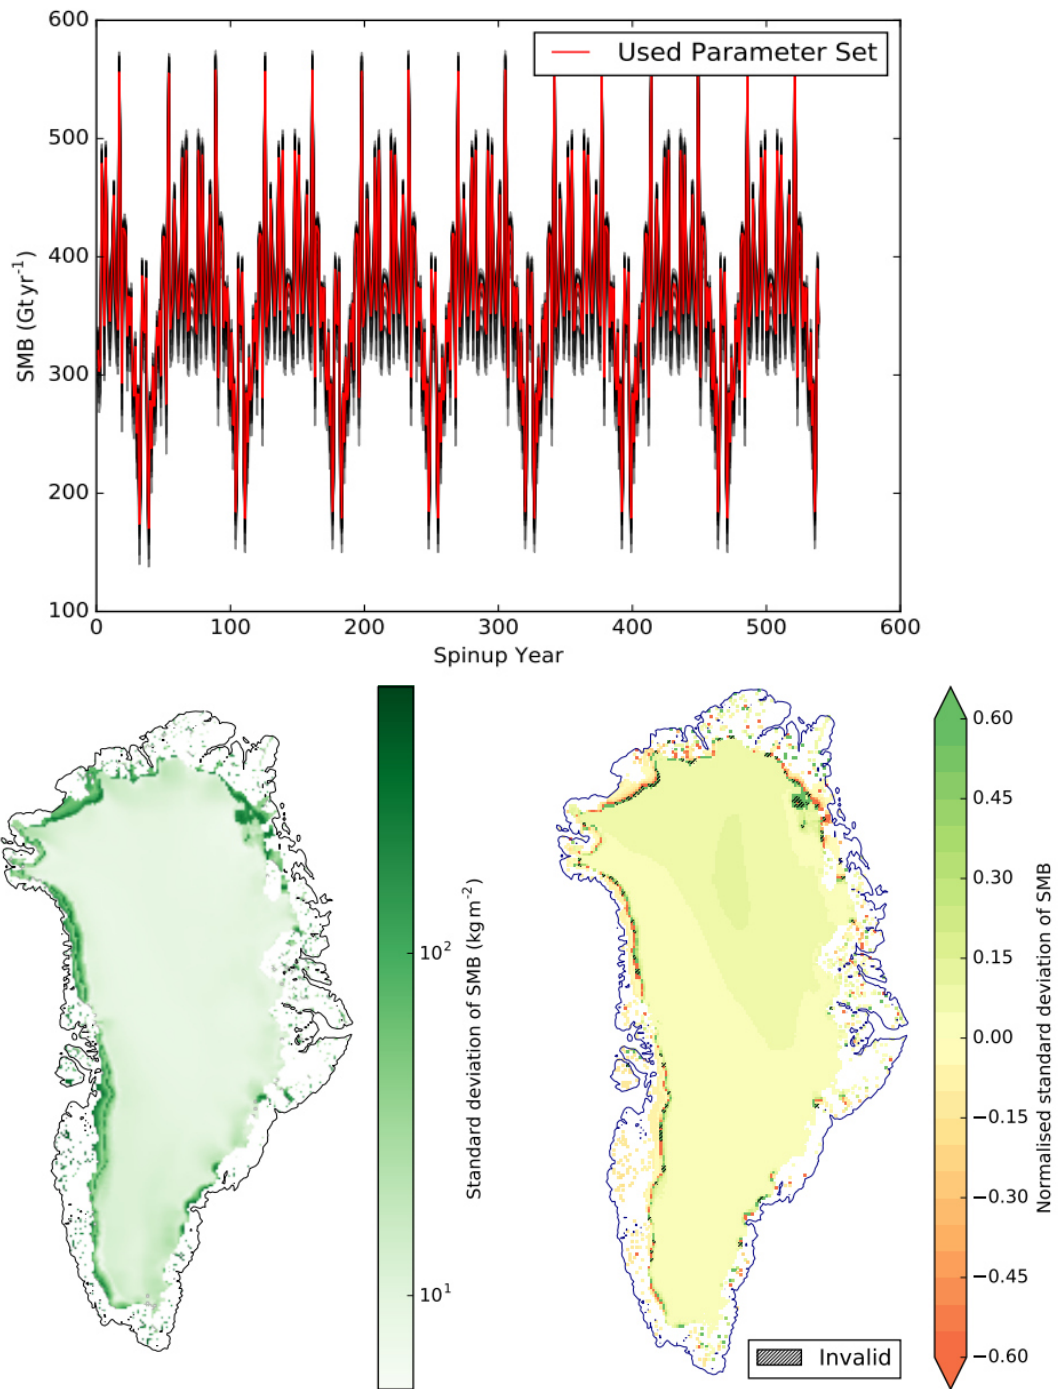 600
500
400
300
200
100
SMB (Gt yr⁻¹)
Used Parameter Set
0 100 200 300 400 500 600
Spinup Year
10²
10¹
Standard deviation of SMB (kg m⁻²)
0.60
0.45
0.30
0.15
0.00
−0.15
−0.30
−0.45
−0.60
Normalised standard deviation of SMB
Invalid